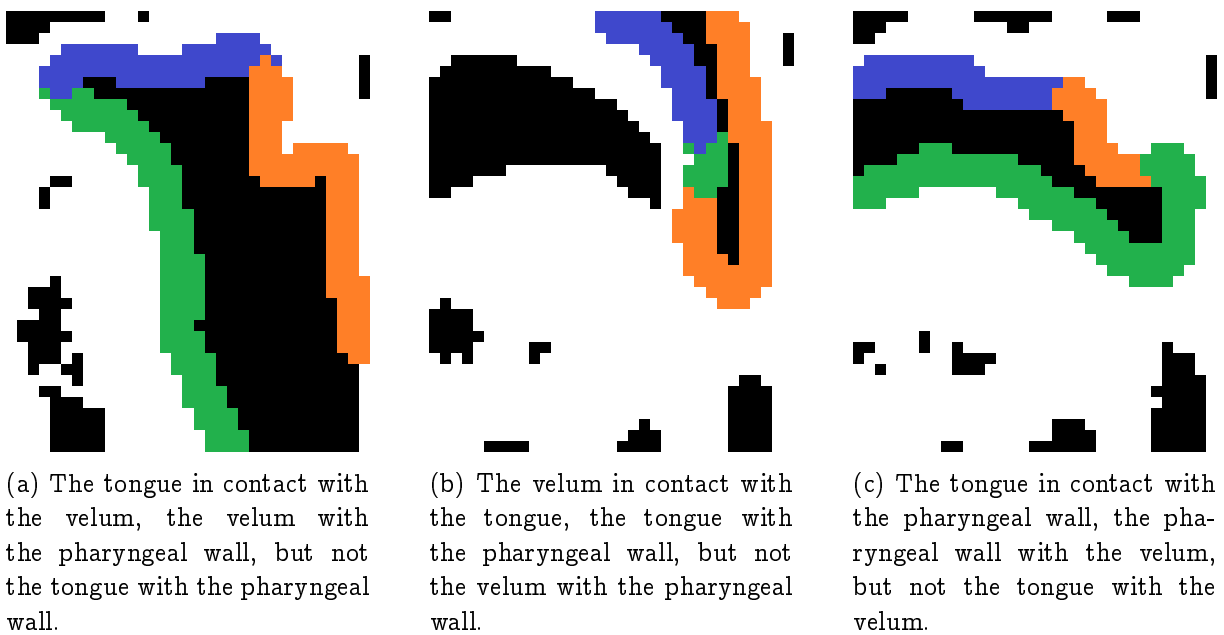 (a) The tongue in contact with
the velum, the velum with
the pharyngeal wall, but not
the tongue with the pharyngeal
wall.
(b) The velum in contact with
the tongue, the tongue with
the pharyngeal wall, but not
the velum with the pharyngeal
wall.
(c) The tongue in contact with
the pharyngeal wall, the pha-
ryngeal wall with the velum,
but not the tongue with the
velum.